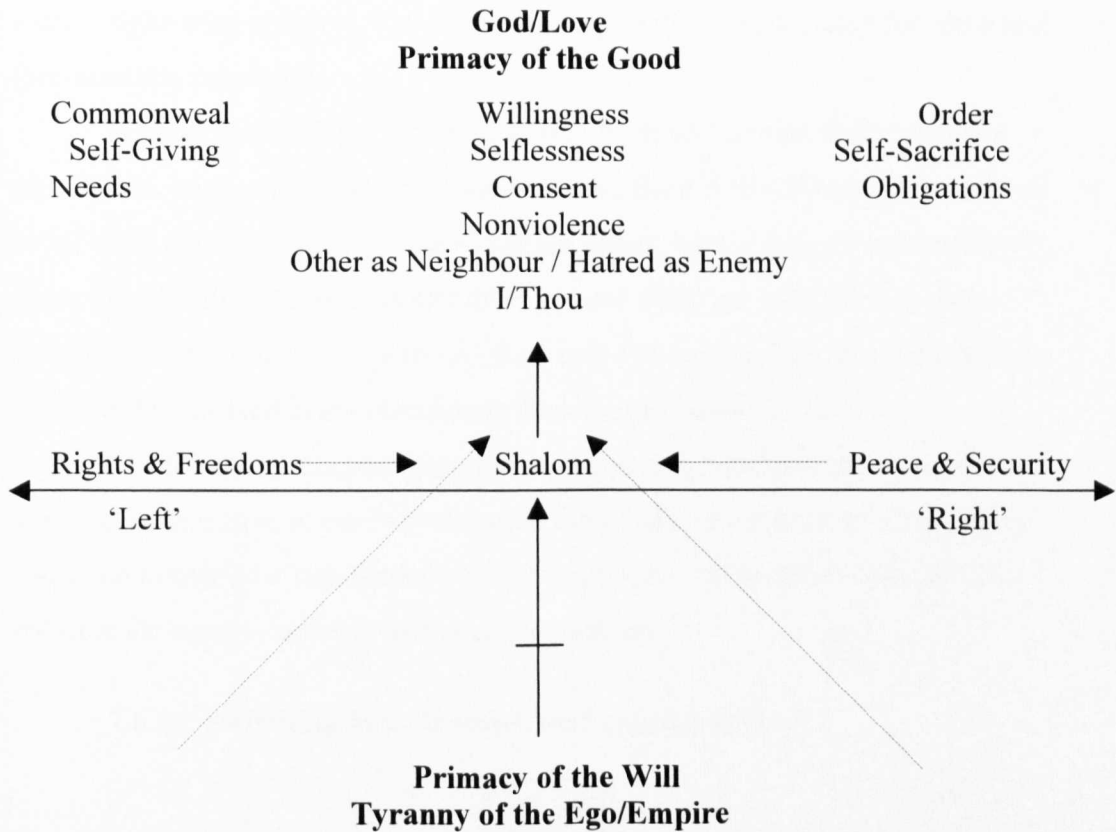 God/Love
Primacy of the Good
Commonweal Willingness Order
Self-Giving Selflessness Self-Sacrifice
Needs Consent Obligations
Nonviolence
Other as Neighbour / Hatred as Enemy
I/Thou
Rights & Freedoms Shalom Peace & Security
‘Left’ ‘Right’
Primacy of the Will
Tyranny of the Ego/Empire